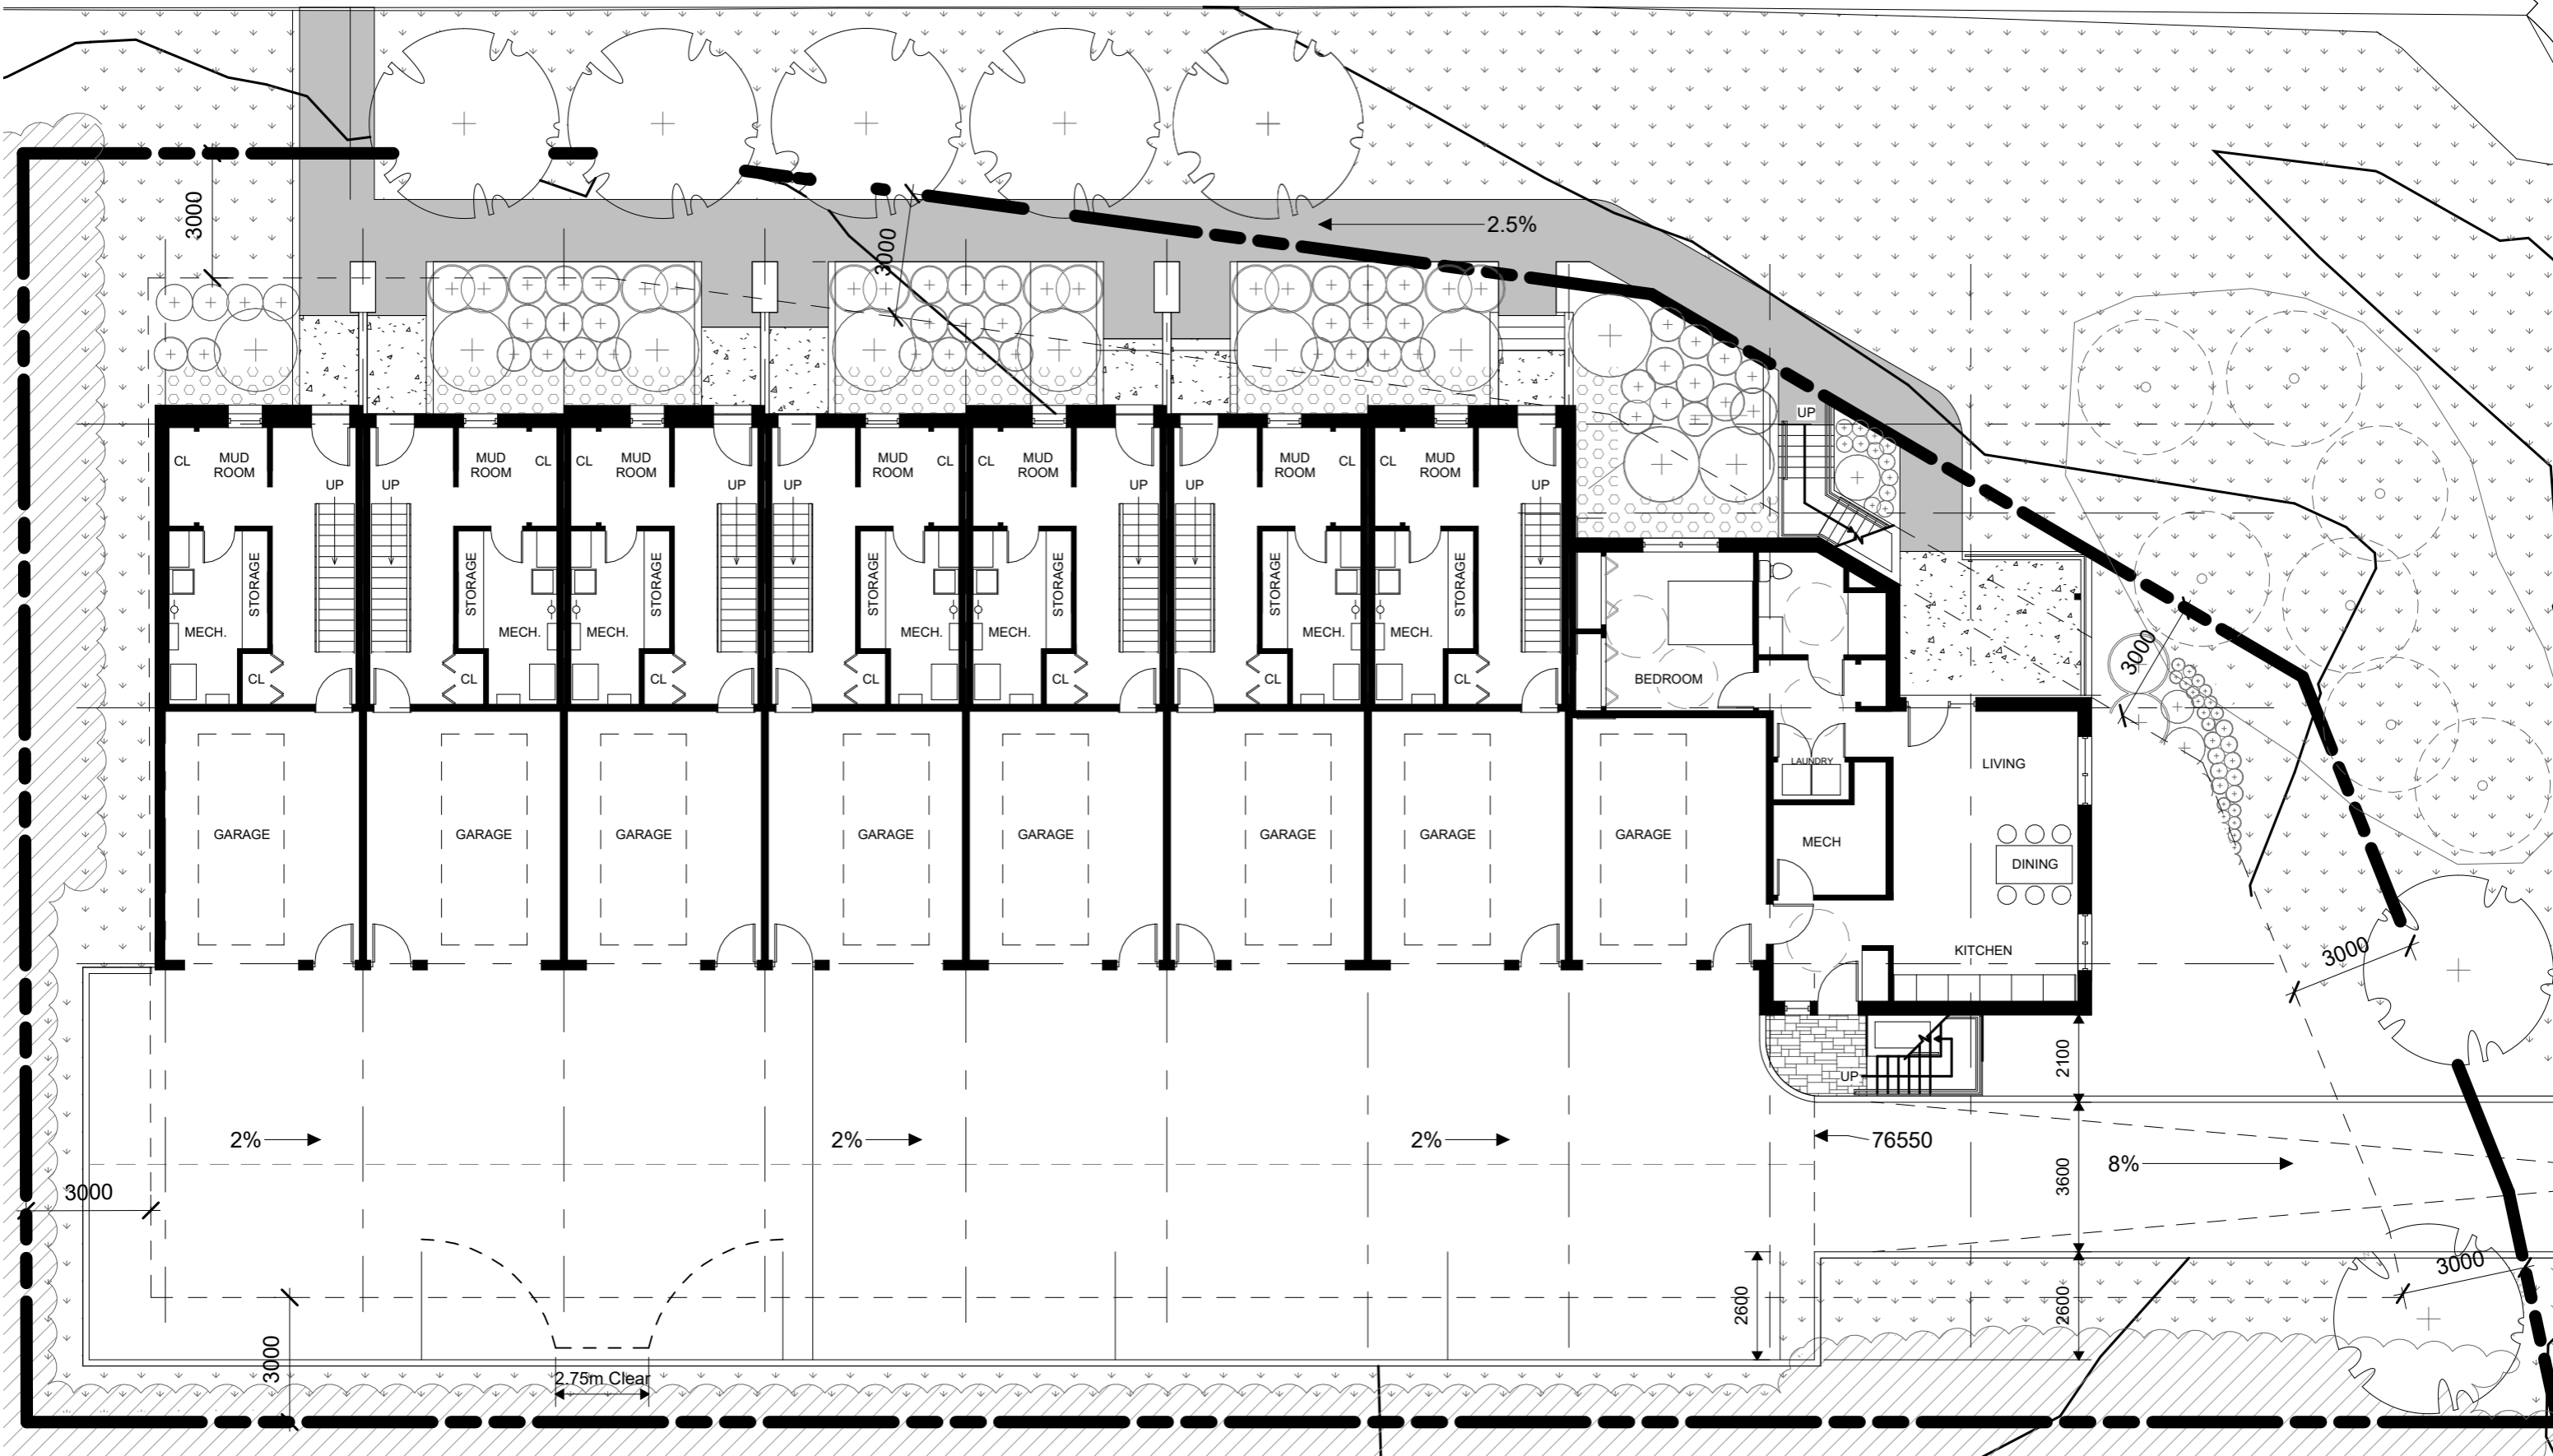 3000
3000
2.5%
UP
CL
MUD
ROOM
UP
UP
MUD
ROOM
CL
CL
MUD
ROOM
UP
UP
MUD
ROOM
CL
CL
MUD
ROOM
UP
UP
MUD
ROOM
CL
CL
MUD
ROOM
UP
STORAGE
MECH.
CL
STORAGE
MECH.
CL
MECH.
STORAGE
CL
STORAGE
MECH.
CL
MECH.
STORAGE
CL
STORAGE
MECH.
CL
MECH.
STORAGE
CL
BEDROOM
3000
LAUNDRY
LIVING
GARAGE
GARAGE
GARAGE
GARAGE
GARAGE
GARAGE
GARAGE
GARAGE
MECH
DINING
KITCHEN
3000
UP
2100
2%
2%
2%
76550
8%
3600
3000
3000
2600
2600
3000
2.75m Clear